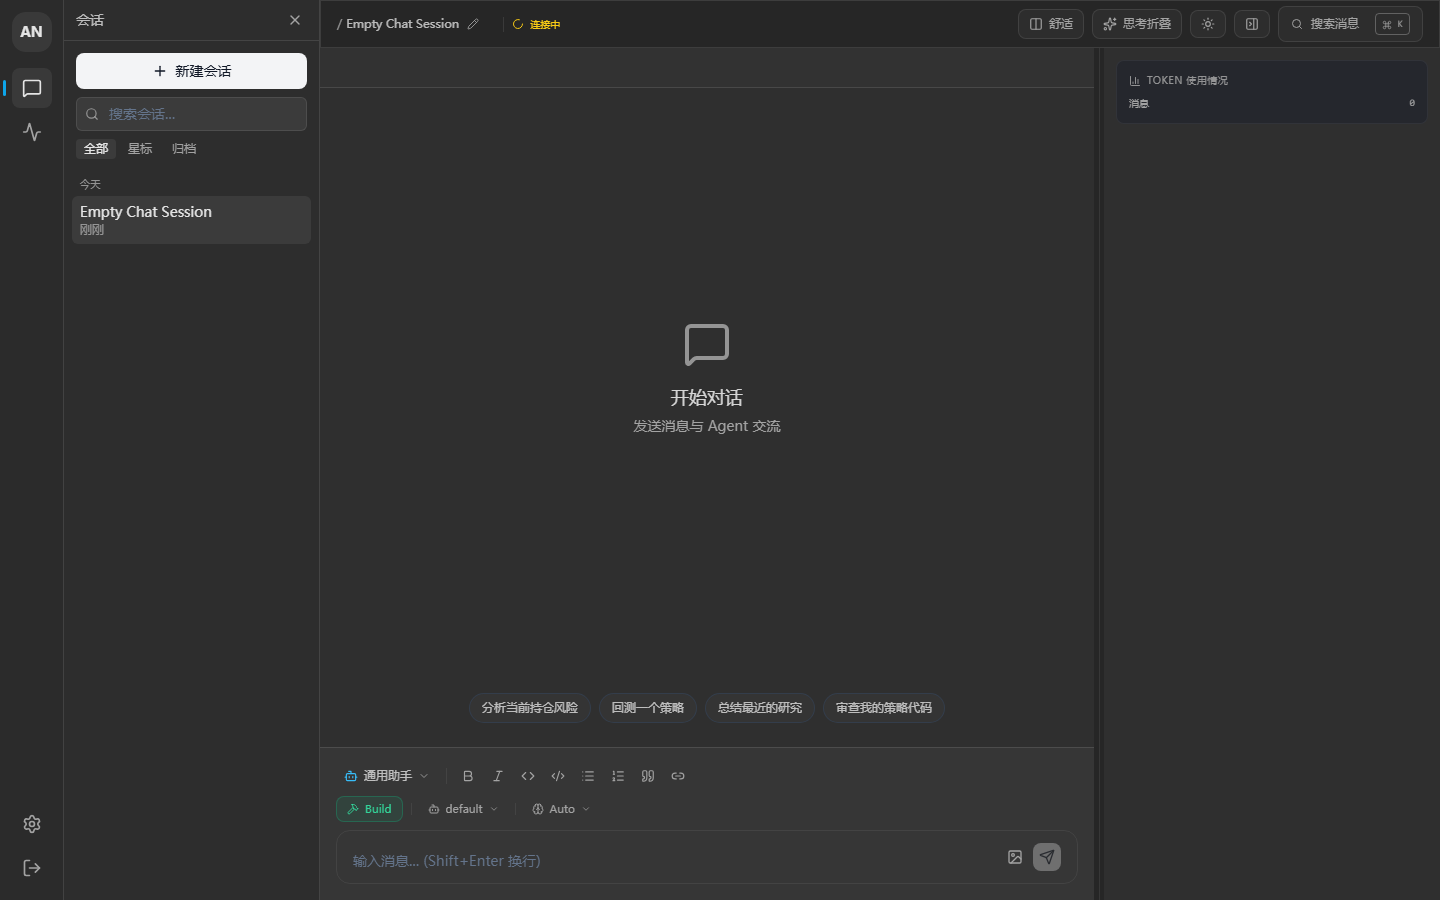 AN
会话
新建会话
搜索会话...
全部 星标 归档
今天
Empty Chat Session
刚刚
/ Empty Chat Session
连接中
舒适
思考折叠
搜索消息
⌘ K
TOKEN 使用情况
消息 0
开始对话
发送消息与 Agent 交流
分析当前持仓风险
回测一个策略
总结最近的研究
审查我的策略代码
通用助手
Build
default
Auto
输入消息... (Shift+Enter 换行)